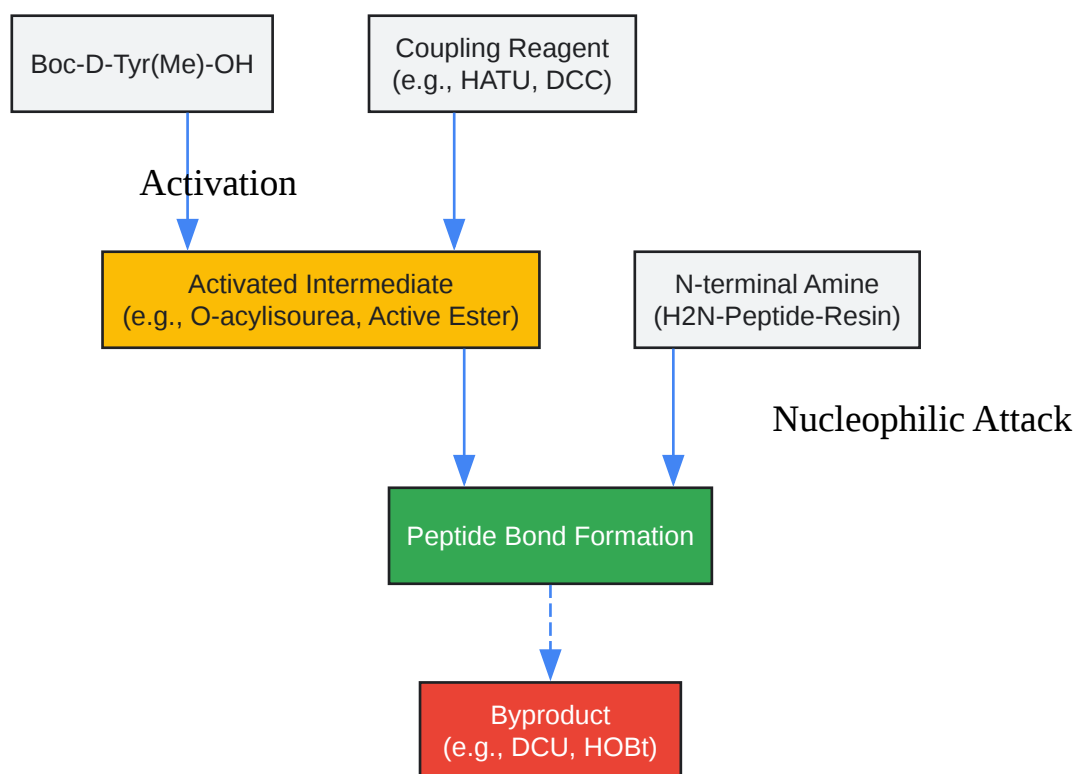 Boc-D-Tyr(Me)-OH
Coupling Reagent
(e.g., HATU, DCC)
Activation
Activated Intermediate
(e.g., O-acylisourea, Active Ester)
N-terminal Amine
(H2N-Peptide-Resin)
Nucleophilic Attack
Peptide Bond Formation
Byproduct
(e.g., DCU, HOBt)